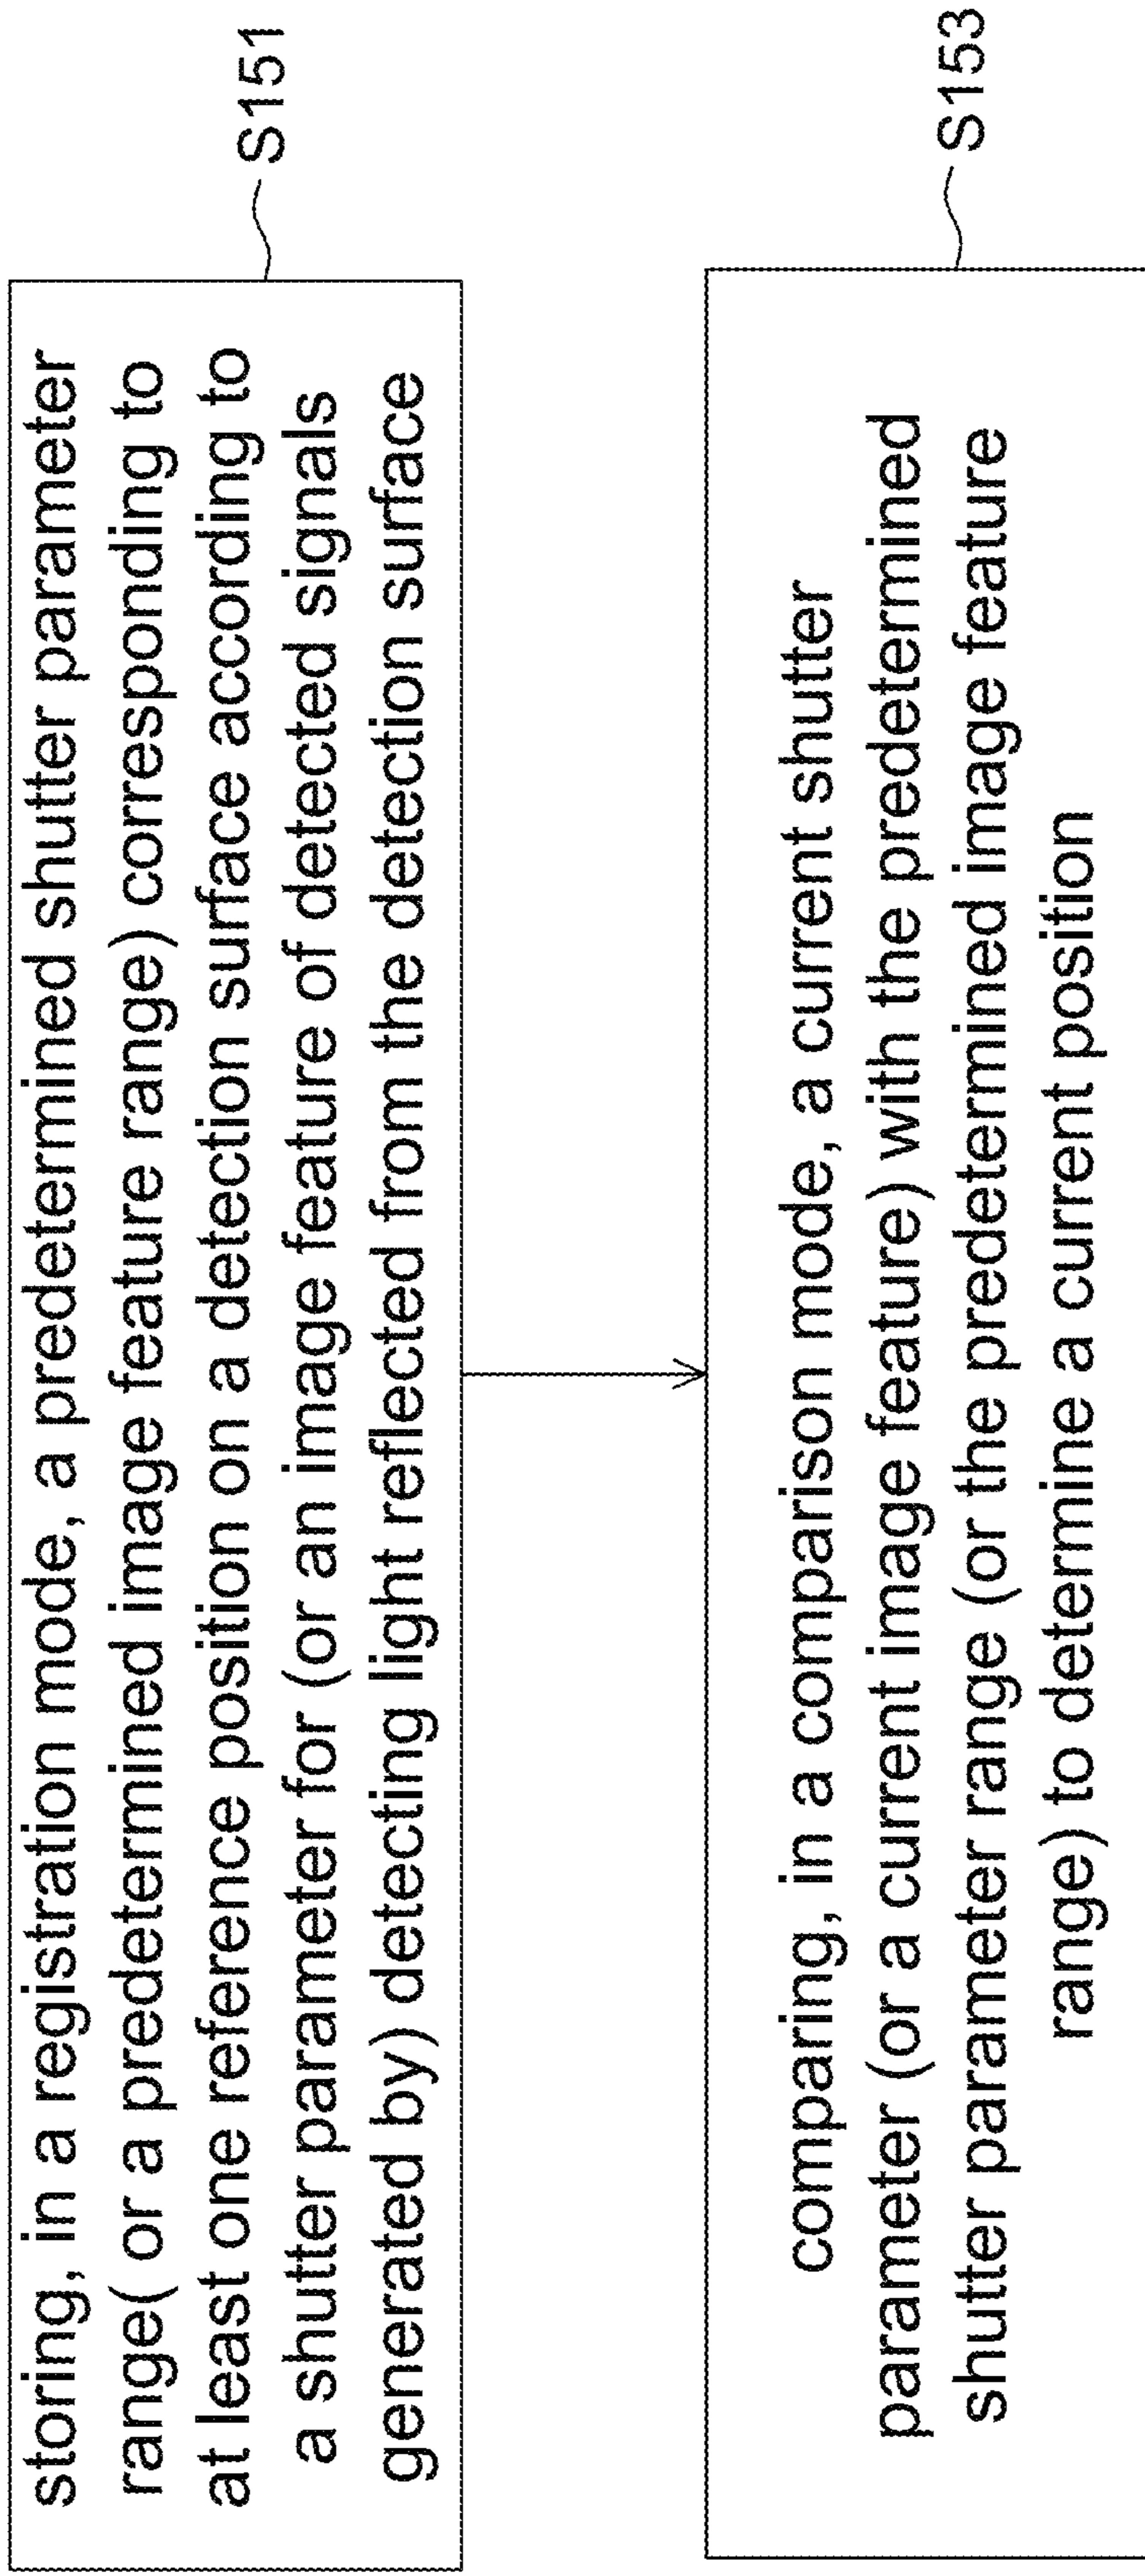 storing, in a registration mode, a predetermined shutter parameter
range( or a predetermined image feature range) corresponding to
at least one reference position on a detection surface according to
a shutter parameter for (or an image feature of detected signals
generated by) detecting light reflected from the detection surface
S151
comparing, in a comparison mode, a current shutter
parameter (or a current image feature) with the predetermined
shutter parameter range (or the predetermined image feature
range) to determine a current position
S153